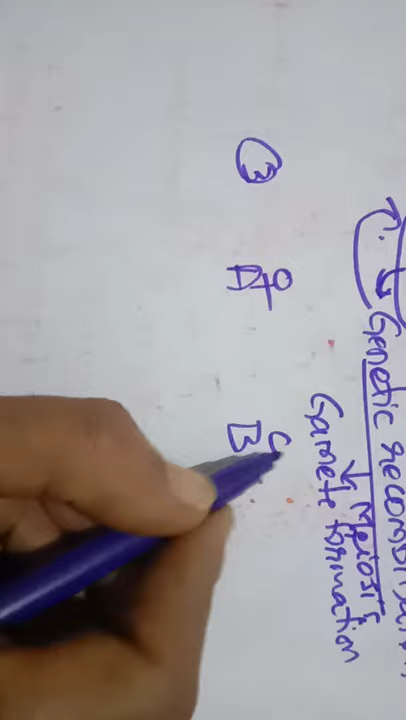 Genetic recombination
↓ Meiosis
Gamete formation
③ ♀
A B